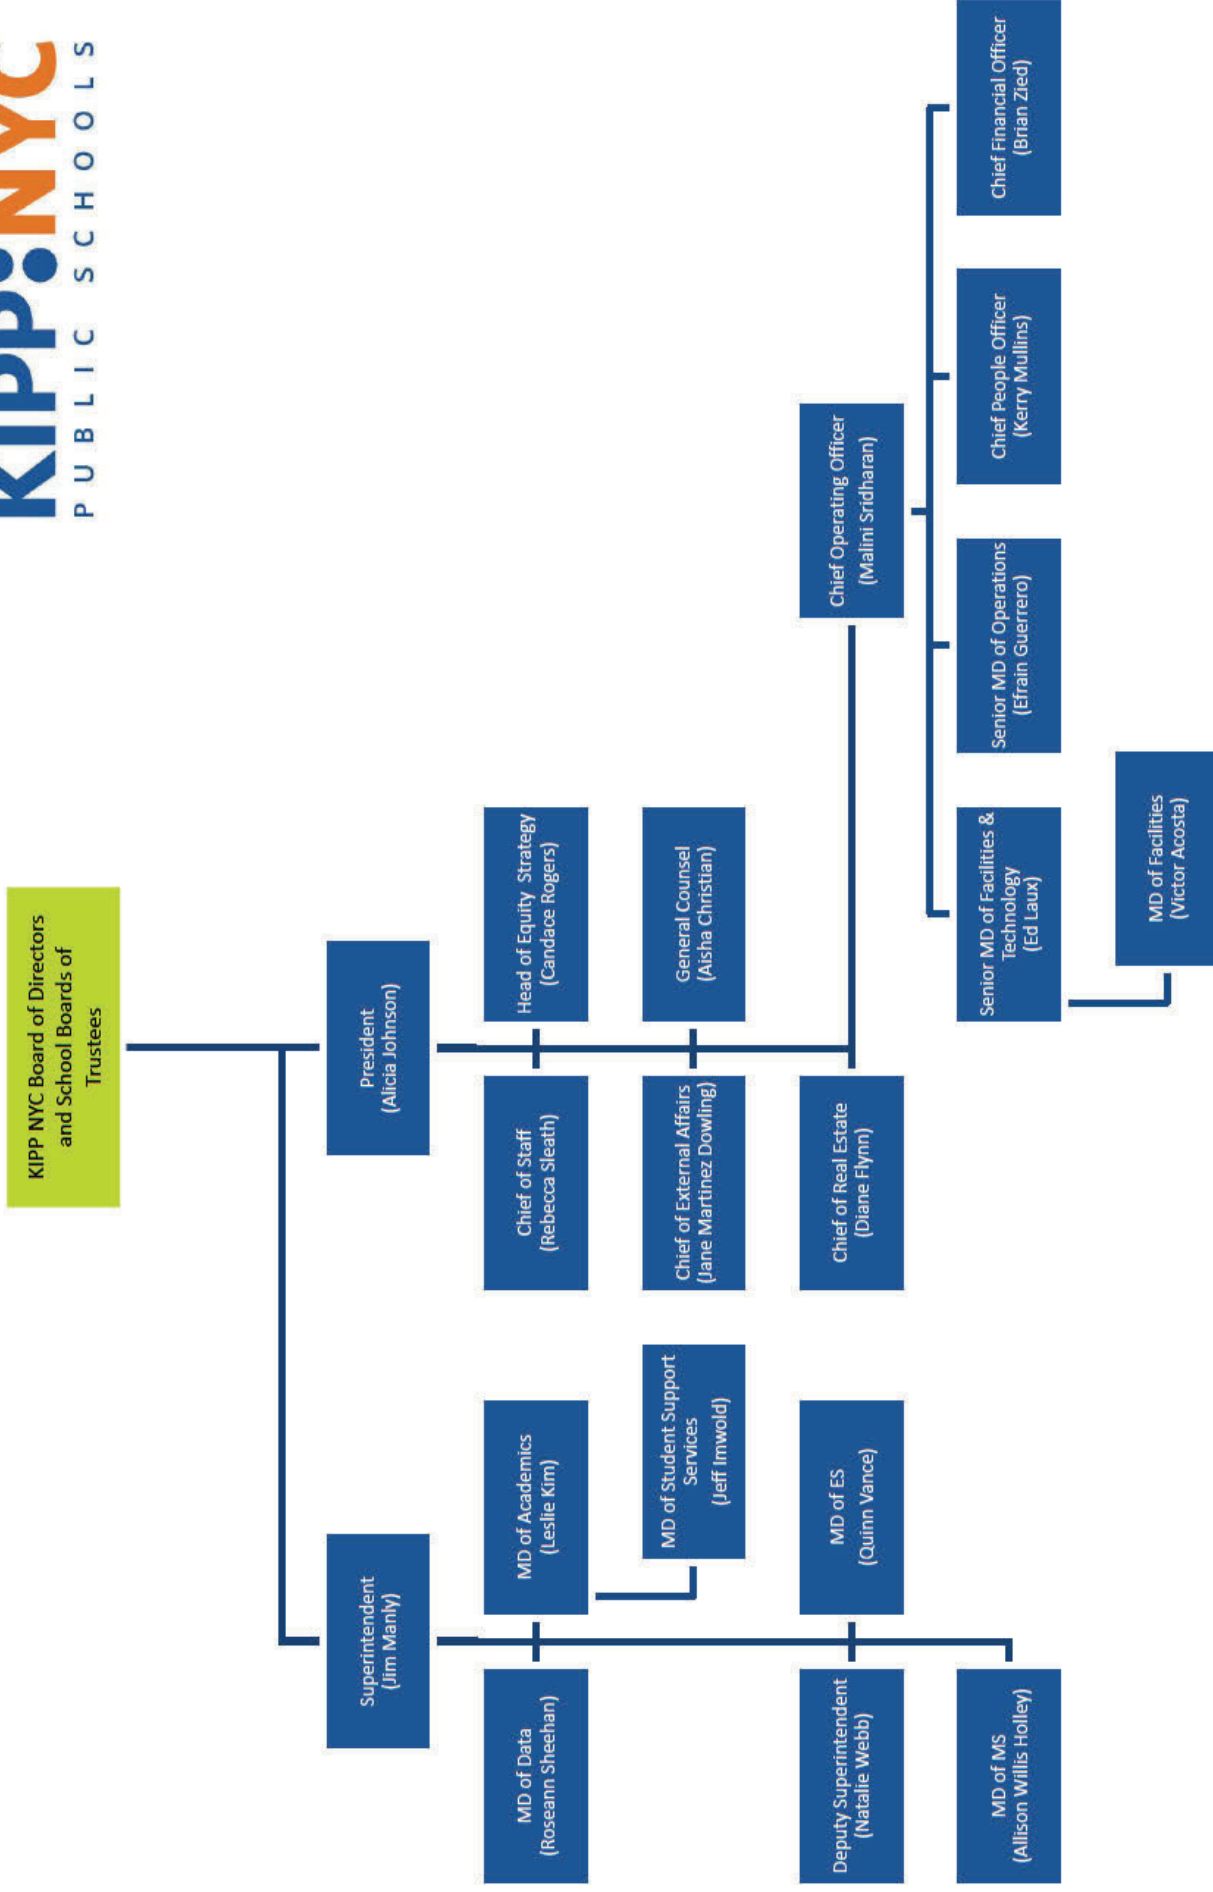 KIPP:NYC
PUBLIC SCHOOLS
KIPP NYC Board of Directors
and School Boards of
Trustees
Superintendent
(Jim Manly)
President
(Alicia Johnson)
MD of Data
(Roseann Sheehan)
MD of Academics
(Leslie Kim)
Chief of Staff
(Rebecca Sleath)
Head of Equity Strategy
(Candace Rogers)
MD of Student Support
Services
(Jeff Imwold)
Chief of External Affairs
(Jane Martinez Dowling)
General Counsel
(Aisha Christian)
Deputy Superintendent
(Natalie Webb)
MD of ES
(Quinn Vance)
Chief of Real Estate
(Diane Flynn)
Chief Operating Officer
(Malini Sridharan)
MD of MS
(Allison Willis Holley)
Senior MD of Facilities &
Technology
(Ed Laux)
Senior MD of Operations
(Efrain Guerrero)
Chief People Officer
(Kerry Mullins)
Chief Financial Officer
(Brian Zied)
MD of Facilities
(Victor Acosta)